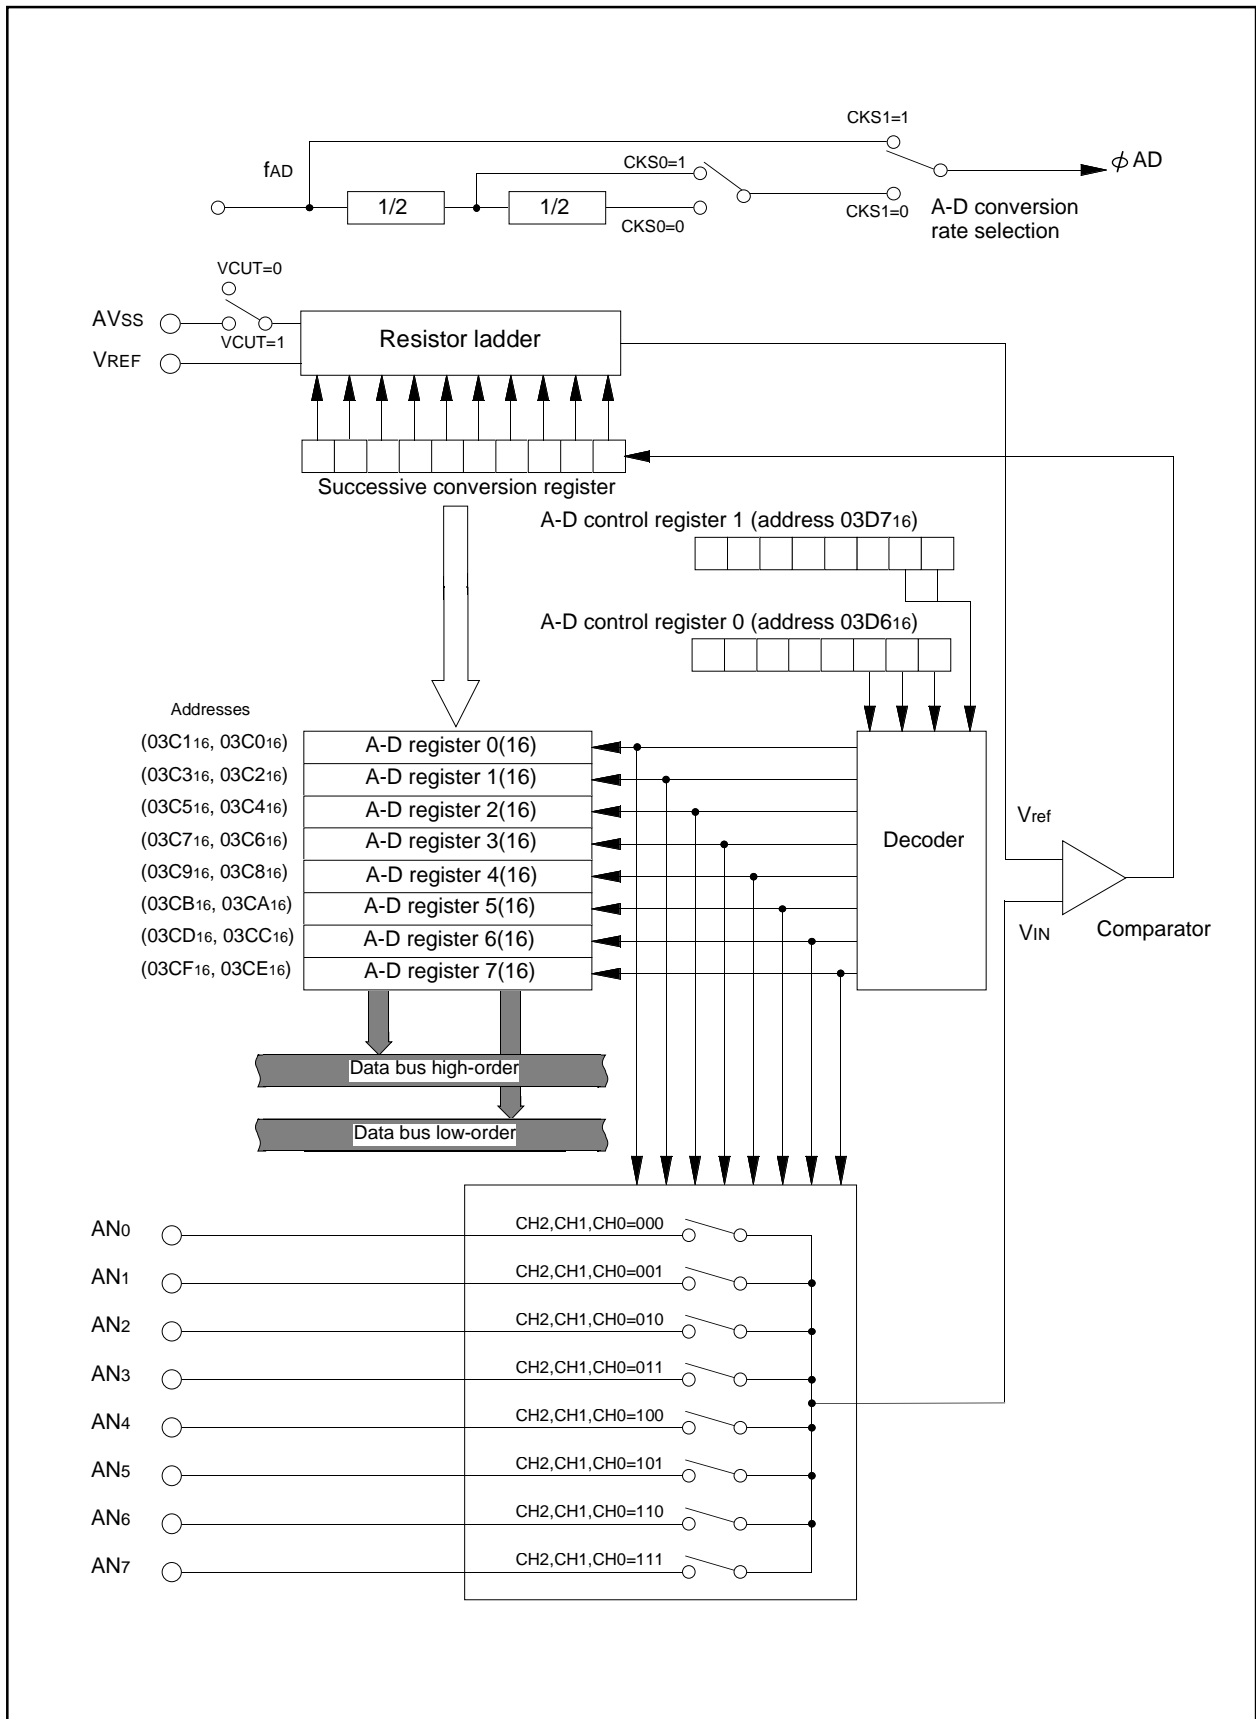 CKS1=1
fAD
CKS0=1
ϕ AD
1/2
1/2
CKS0=0
CKS1=0
A-D conversion
rate selection
VCUT=0
AVSS
VCUT=1
Resistor ladder
VREF
Successive conversion register
A-D control register 1 (address 03D716)
A-D control register 0 (address 03D616)
Addresses
(03C116, 03C016)
A-D register 0(16)
(03C316, 03C216)
A-D register 1(16)
(03C516, 03C416)
A-D register 2(16)
(03C716, 03C616)
A-D register 3(16)
(03C916, 03C816)
A-D register 4(16)
(03CB16, 03CA16)
A-D register 5(16)
(03CD16, 03CC16)
A-D register 6(16)
(03CF16, 03CE16)
A-D register 7(16)
Decoder
Vref
VIN
Comparator
Data bus high-order
Data bus low-order
AN0
CH2,CH1,CH0=000
AN1
CH2,CH1,CH0=001
AN2
CH2,CH1,CH0=010
AN3
CH2,CH1,CH0=011
AN4
CH2,CH1,CH0=100
AN5
CH2,CH1,CH0=101
AN6
CH2,CH1,CH0=110
AN7
CH2,CH1,CH0=111